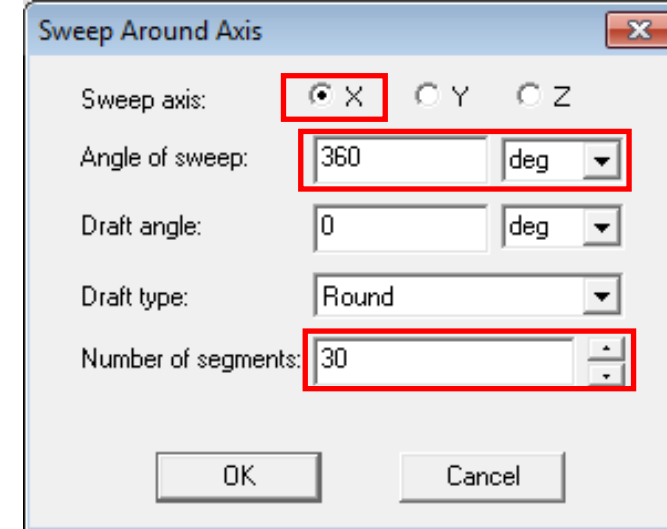 Sweep Around Axis
Sweep axis: X Y Z
Angle of sweep: 360 deg
Draft angle: 0 deg
Draft type: Round
Number of segments: 30
OK Cancel